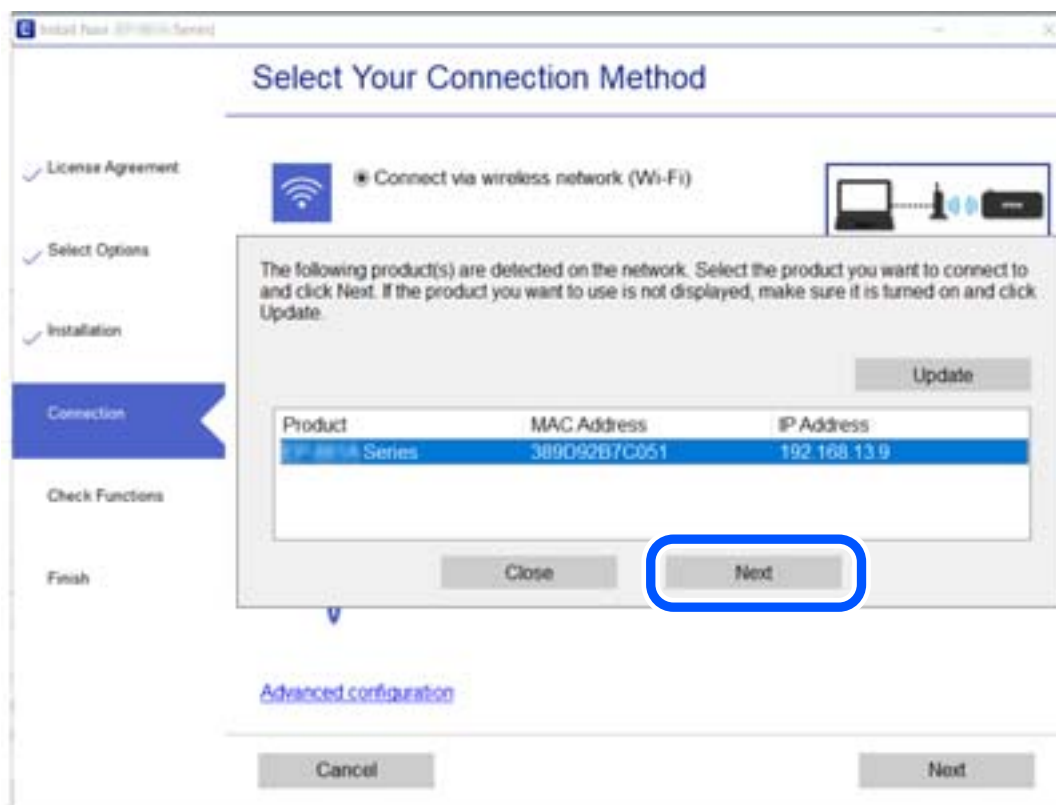 Series
Select Your Connection Method
License Agreement
Connect via wireless network (Wi-Fi)
Select Options
The following product(s) are detected on the network. Select the product you want to connect to
and click Next. If the product you want to use is not displayed, make sure it is turned on and click
Update.
Installation
Update
Connection
Product MAC Address IP Address
Series 389D92B7C051 192.168.13.9
Check Functions
Close Next
Finish
Advanced configuration
Cancel Next